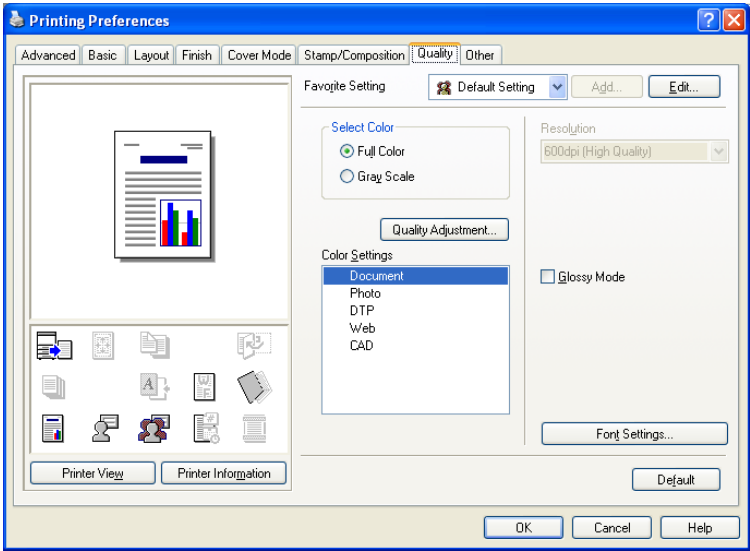 Printing Preferences
Advanced Basic Layout Finish Cover Mode Stamp/Composition Quality Other
Favorite Setting Default Setting Add... Edit...
Select Color
Full Color
Gray Scale
Resolution
600dpi (High Quality)
Quality Adjustment...
Color Settings
Document
Photo
DTP
Web
CAD
Glossy Mode
Font Settings...
Printer View Printer Information
Default
OK Cancel Help